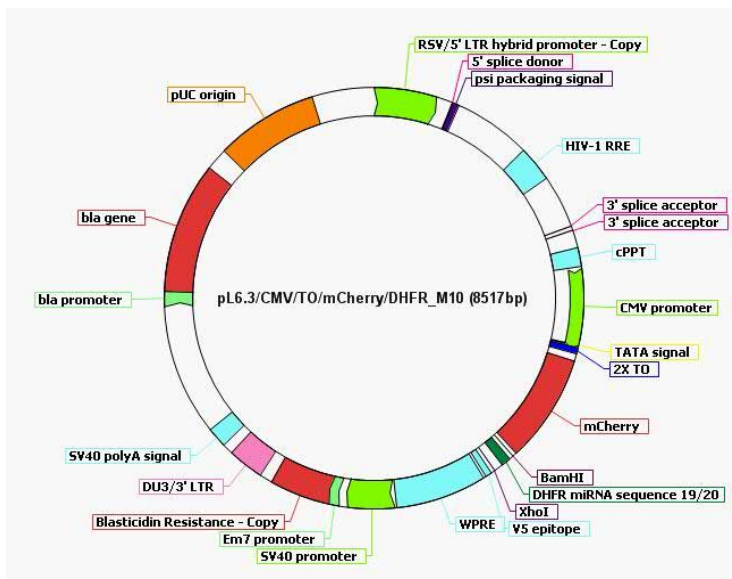 RSV/5' LTR hybrid promoter - Copy
5' splice donor
psi packaging signal
pUC origin
HIV-1 RRE
bla gene
3' splice acceptor
3' splice acceptor
cPPT
bla promoter
pL6.3/CMV/TO/mCherry/DHFR_M10 (8517bp)
CMV promoter
TATA signal
2X TO
mCherry
SV40 polyA signal
BamHI
DU3/3' LTR
DHFR miRNA sequence 19/20
XhoI
Blasticidin Resistance - Copy
WPRE
V5 epitope
Em7 promoter
SV40 promoter